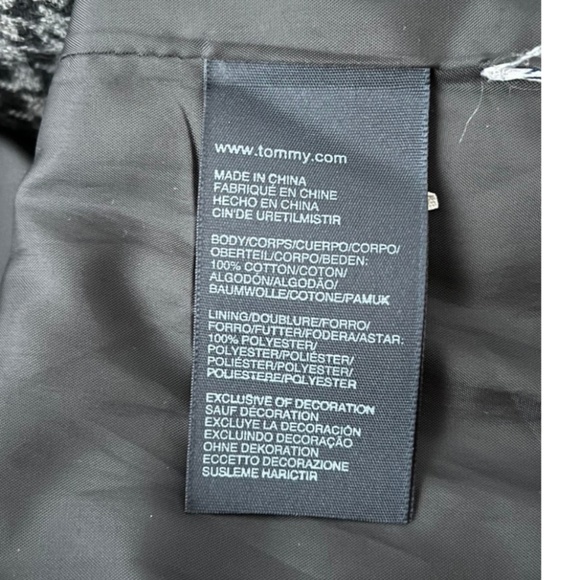 www.tommy.com
MADE IN CHINA
FABRIQUÉ EN CHINE
HECHO EN CHINA
CIN'DE URETILMISTIR
BODY/CORPS/CUERPO/CORPO/
OBERTEIL/CORPO/BEDEN:
100% COTTON/COTON/
ALGODÓN/ALGODÃO/
BAUMWOLLE/COTONE/PAMUK
LINING/DOUBLURE/FORRO/
FORRO/FUTTER/FODERA/ASTAR:
100% POLYESTER/
POLYESTER/POLIÉSTER/
POLIÉSTER/POLYESTER/
POLIESTERE/POLYESTER
EXCLUSIVE OF DECORATION
SAUF DÉCORATION
EXCLUYE LA DECORACIÓN
EXCLUINDO DECORAÇÃO
OHNE DEKORATION
ECCETTO DECORAZIONE
SUSLEME HARICTIR